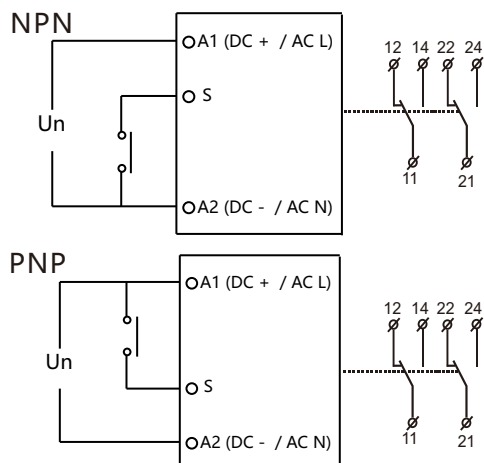 NPN
A1 (DC + / AC L)
12 14 22 24
S
Un
11
21
A2 (DC - / AC N)
PNP
A1 (DC + / AC L)
12 14 22 24
Un
S
11
21
A2 (DC - / AC N)